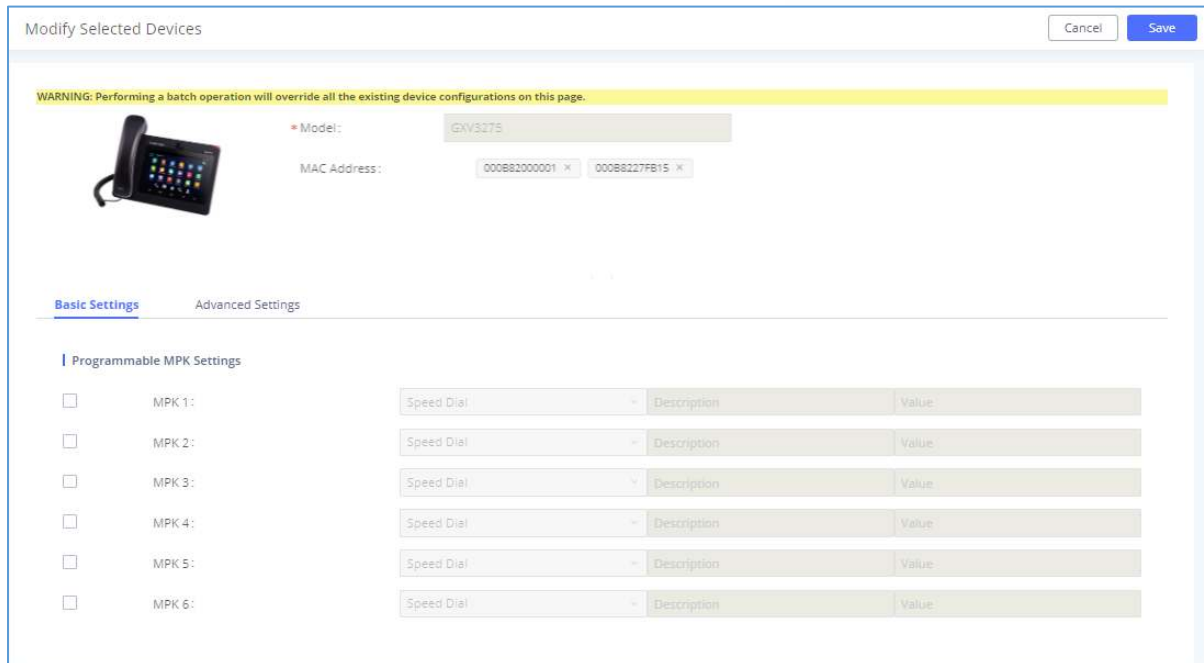 Modify Selected Devices Cancel Save
WARNING: Performing a batch operation will override all the existing device configurations on this page.
* Model: GXV3275
MAC Address: 000B82000001 × 000B8227FB15 ×
Basic Settings Advanced Settings
Programmable MPK Settings
MPK 1: Speed Dial Description Value
MPK 2: Speed Dial Description Value
MPK 3: Speed Dial Description Value
MPK 4: Speed Dial Description Value
MPK 5: Speed Dial Description Value
MPK 6: Speed Dial Description Value